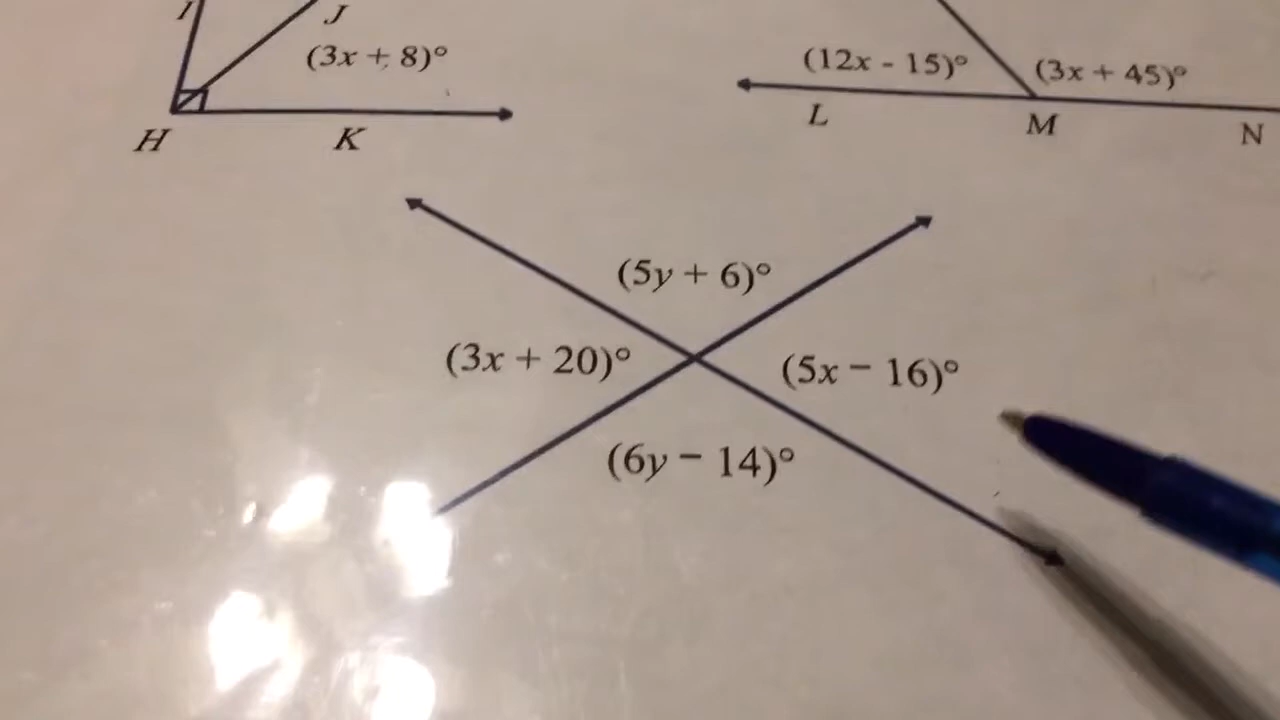 I
J
(3x + 8)°
H
K
(12x - 15)°
(3x + 45)°
L
M
N
(5y + 6)°
(3x + 20)°
(5x − 16)°
(6y − 14)°